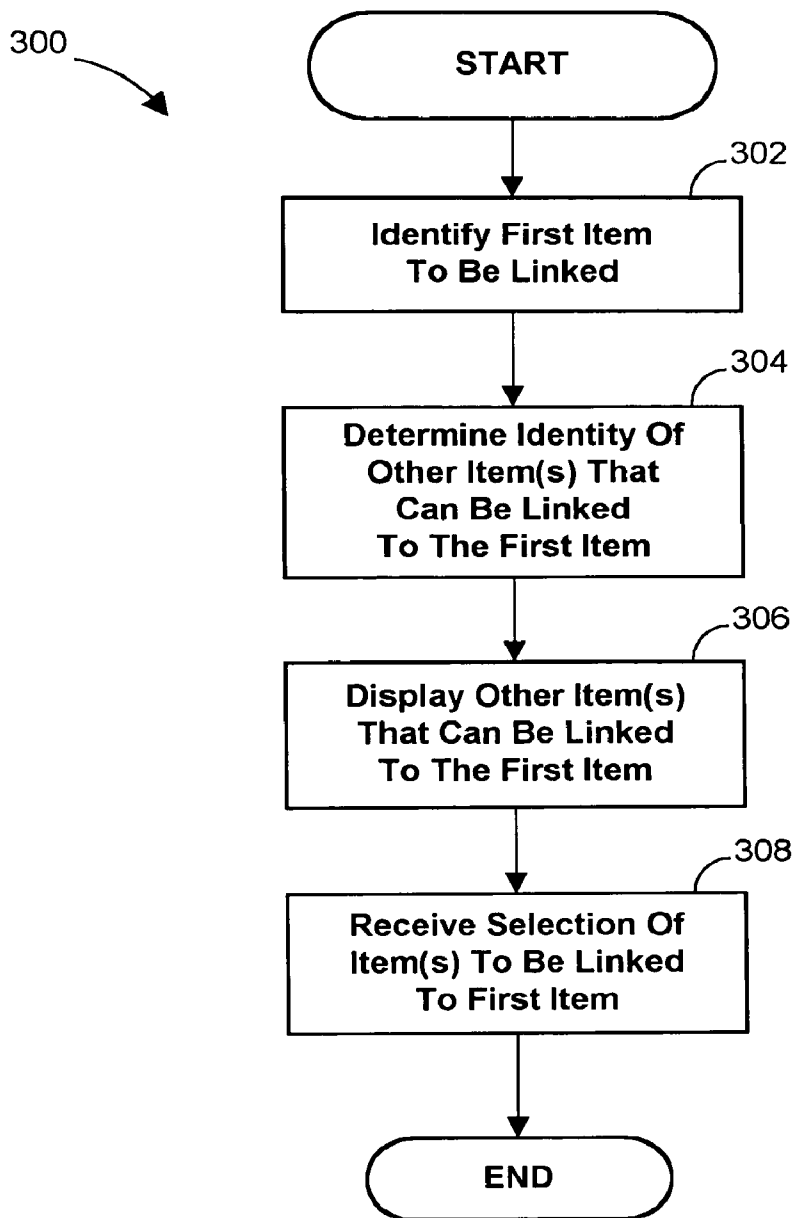 300
START
302
Identify First Item
To Be Linked
304
Determine Identity Of
Other Item(s) That
Can Be Linked
To The First Item
306
Display Other Item(s)
That Can Be Linked
To The First Item
308
Receive Selection Of
Item(s) To Be Linked
To First Item
END